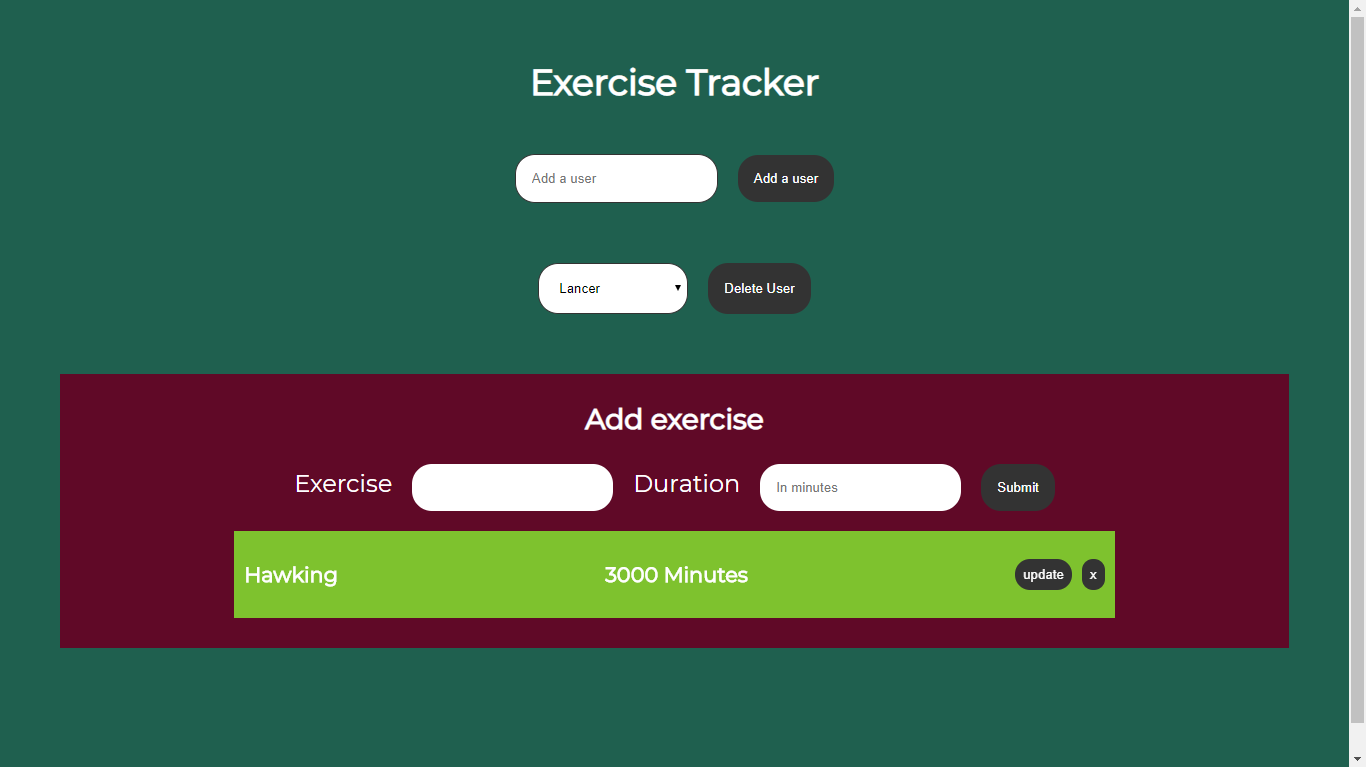 Exercise Tracker
Add a user Add a user
Lancer Delete User
Add exercise
Exercise Duration In minutes Submit
Hawking 3000 Minutes update x